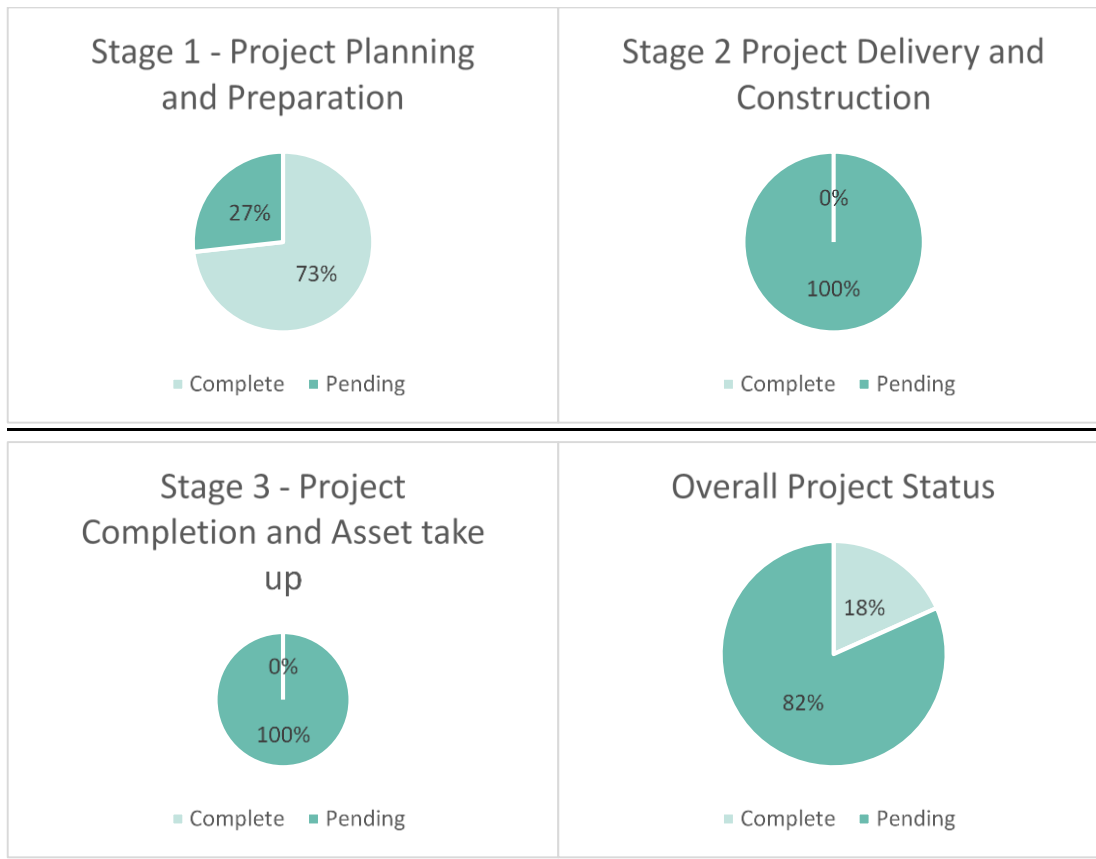 Stage 1 - Project Planning
and Preparation
27%
73%
Complete Pending
Stage 2 Project Delivery and
Construction
0%
100%
Complete Pending
Stage 3 - Project
Completion and Asset take
up
0%
100%
Complete Pending
Overall Project Status
18%
82%
Complete Pending